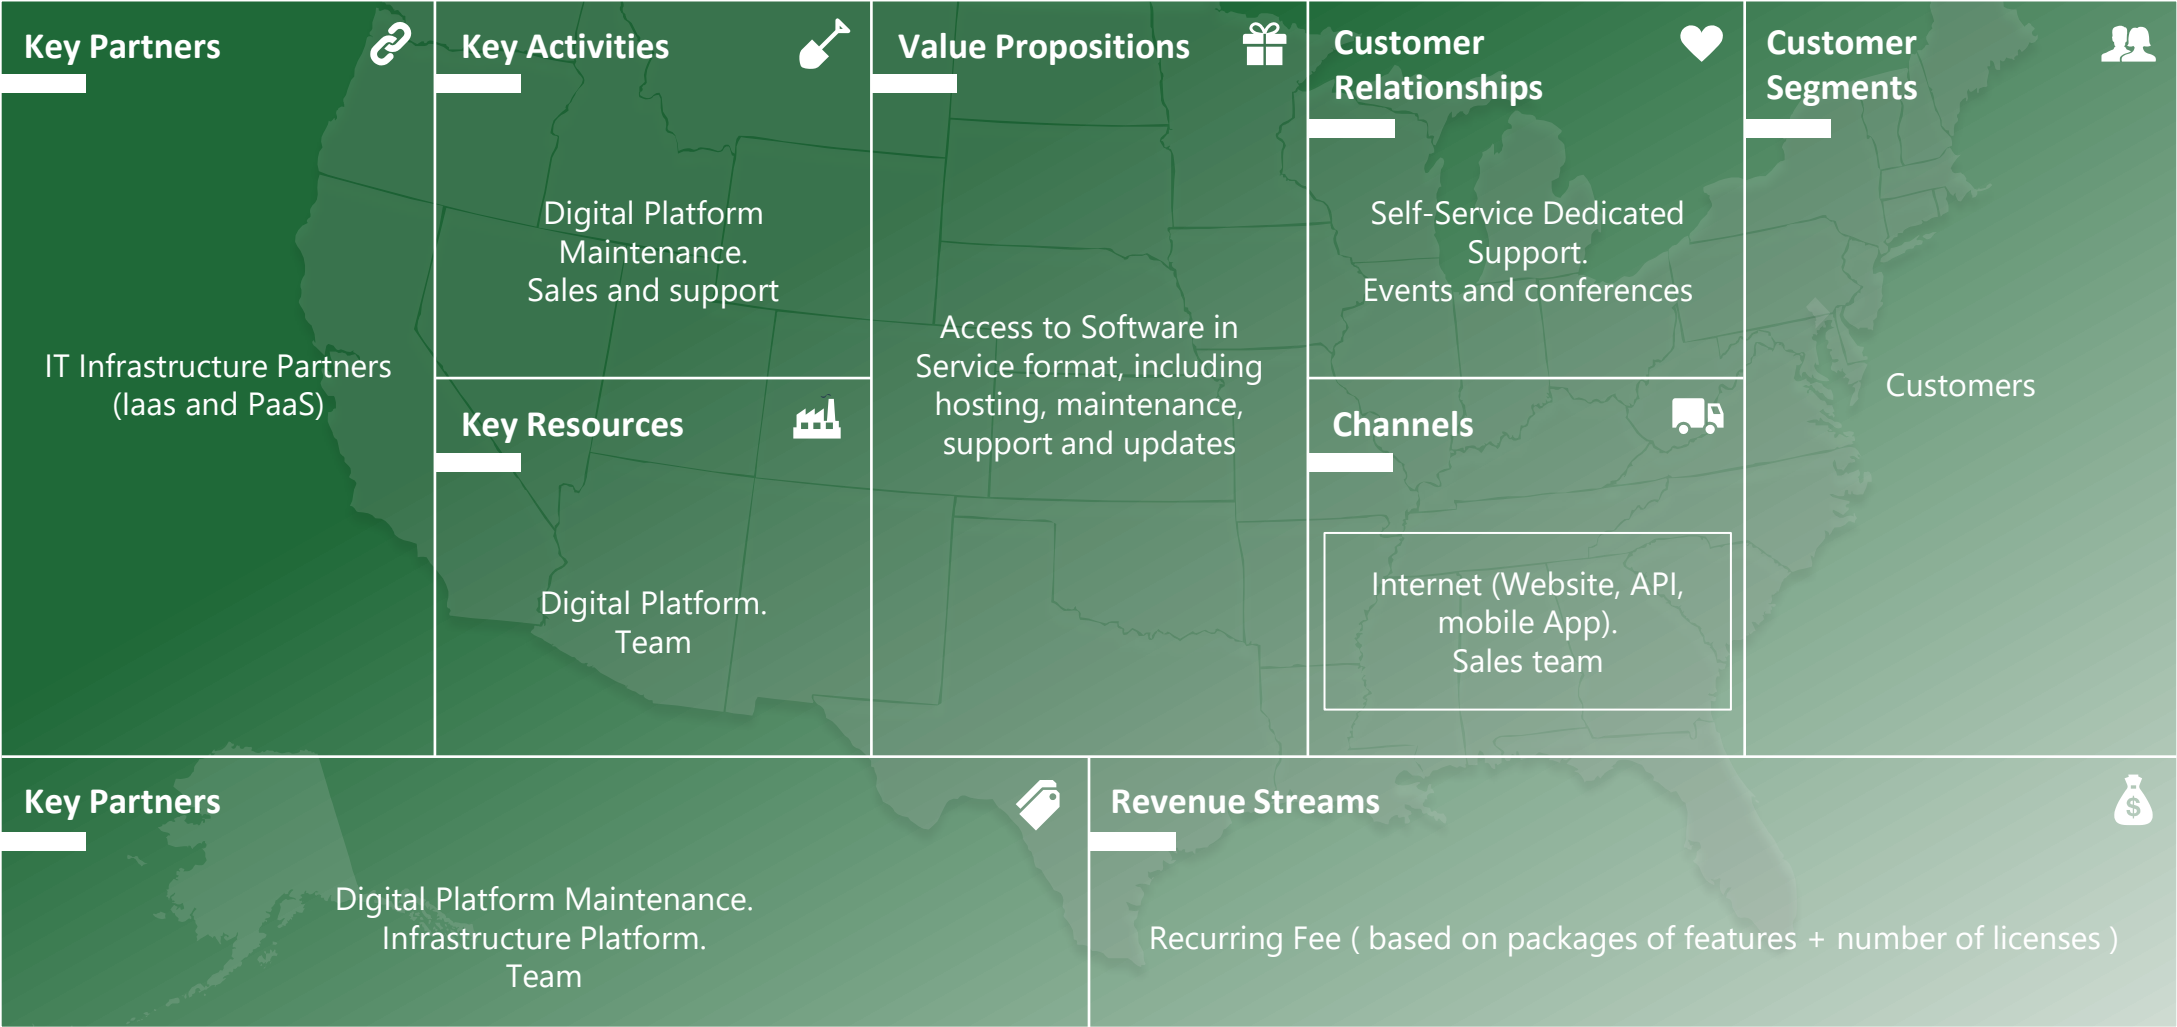 Key Partners
IT Infrastructure Partners
(Iaas and PaaS)
Key Activities
Digital Platform
Maintenance.
Sales and support
Key Resources
Digital Platform.
Team
Value Propositions
Access to Software in
Service format, including
hosting, maintenance,
support and updates
Customer
Relationships
Self-Service Dedicated
Support.
Events and conferences
Channels
Internet (Website, API,
mobile App).
Sales team
Customer
Segments
Customers
Key Partners
Digital Platform Maintenance.
Infrastructure Platform.
Team
Revenue Streams
$
Recurring Fee ( based on packages of features + number of licenses )